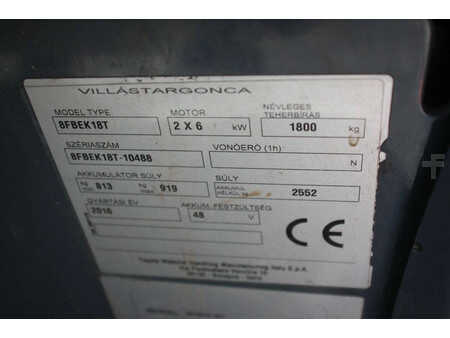 VILLÁSTARGONCA
MODEL TYPE MOTOR NÉVLEGES TEHERBÍRÁS
8FBEK18T 2 X 6 kW 1800 kg
SZÉRIASZÁM VONÓERŐ (1h)
8FBEK18T-10488 N
AKKUMULÁTOR SÚLY SÚLY
813 919 2552
GYÁRTÁSI ÉV AKKUM. FESZÜLTSÉG
2016 48 V
CE